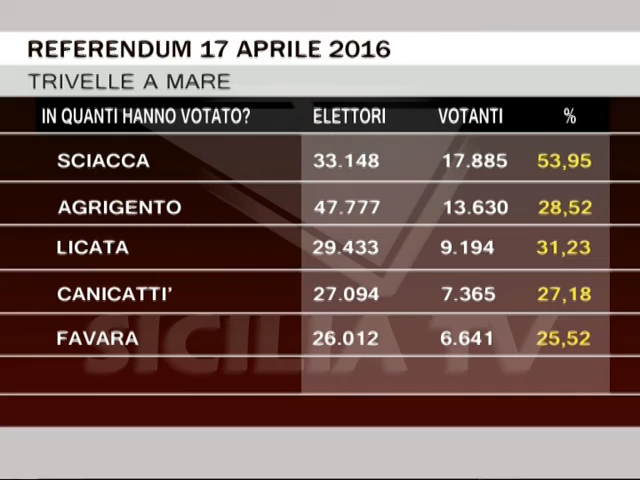 REFERENDUM 17 APRILE 2016
TRIVELLE A MARE
IN QUANTI HANNO VOTATO? ELETTORI VOTANTI %
SCIACCA 33.148 17.885 53,95
AGRIGENTO 47.777 13.630 28,52
LICATA 29.433 9.194 31,23
CANICATTI' 27.094 7.365 27,18
FAVARA 26.012 6.641 25,52
SICILIA TV